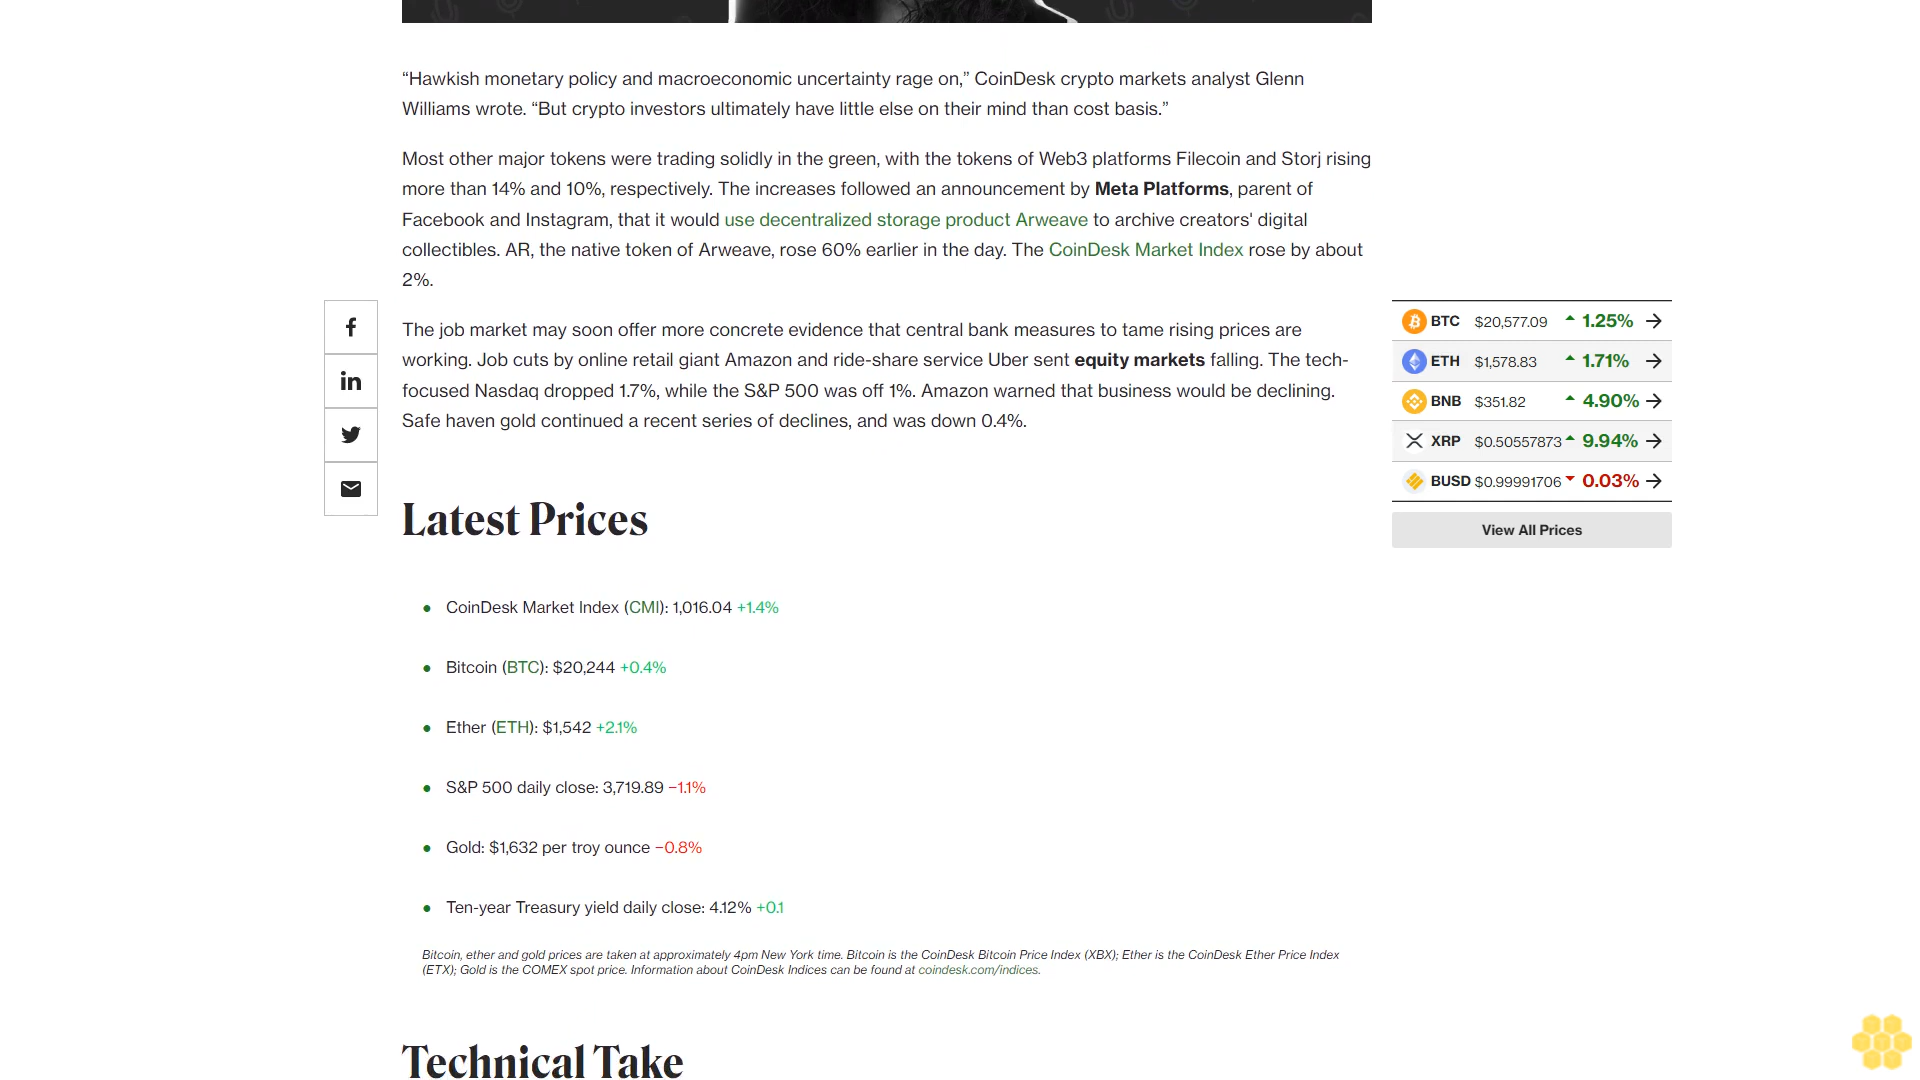 “Hawkish monetary policy and macroeconomic uncertainty rage on,” CoinDesk crypto markets analyst Glenn
Williams wrote. “But crypto investors ultimately have little else on their mind than cost basis.”
Most other major tokens were trading solidly in the green, with the tokens of Web3 platforms Filecoin and Storj rising
more than 14% and 10%, respectively. The increases followed an announcement by Meta Platforms, parent of
Facebook and Instagram, that it would use decentralized storage product Arweave to archive creators' digital
collectibles. AR, the native token of Arweave, rose 60% earlier in the day. The CoinDesk Market Index rose by about
2%.
The job market may soon offer more concrete evidence that central bank measures to tame rising prices are
working. Job cuts by online retail giant Amazon and ride-share service Uber sent equity markets falling. The tech-
focused Nasdaq dropped 1.7%, while the S&P 500 was off 1%. Amazon warned that business would be declining.
Safe haven gold continued a recent series of declines, and was down 0.4%.
BTC $20,577.09 1.25%
ETH $1,578.83 1.71%
BNB $351.82 4.90%
XRP $0.50557873 9.94%
BUSD $0.99991706 0.03%
View All Prices
Latest Prices
● CoinDesk Market Index (CMI): 1,016.04 +1.4%
● Bitcoin (BTC): $20,244 +0.4%
● Ether (ETH): $1,542 +2.1%
● S&P 500 daily close: 3,719.89 −1.1%
● Gold: $1,632 per troy ounce −0.8%
● Ten-year Treasury yield daily close: 4.12% +0.1
Bitcoin, ether and gold prices are taken at approximately 4pm New York time. Bitcoin is the CoinDesk Bitcoin Price Index (XBX); Ether is the CoinDesk Ether Price Index
(ETX); Gold is the COMEX spot price. Information about CoinDesk Indices can be found at coindesk.com/indices.
Technical Take